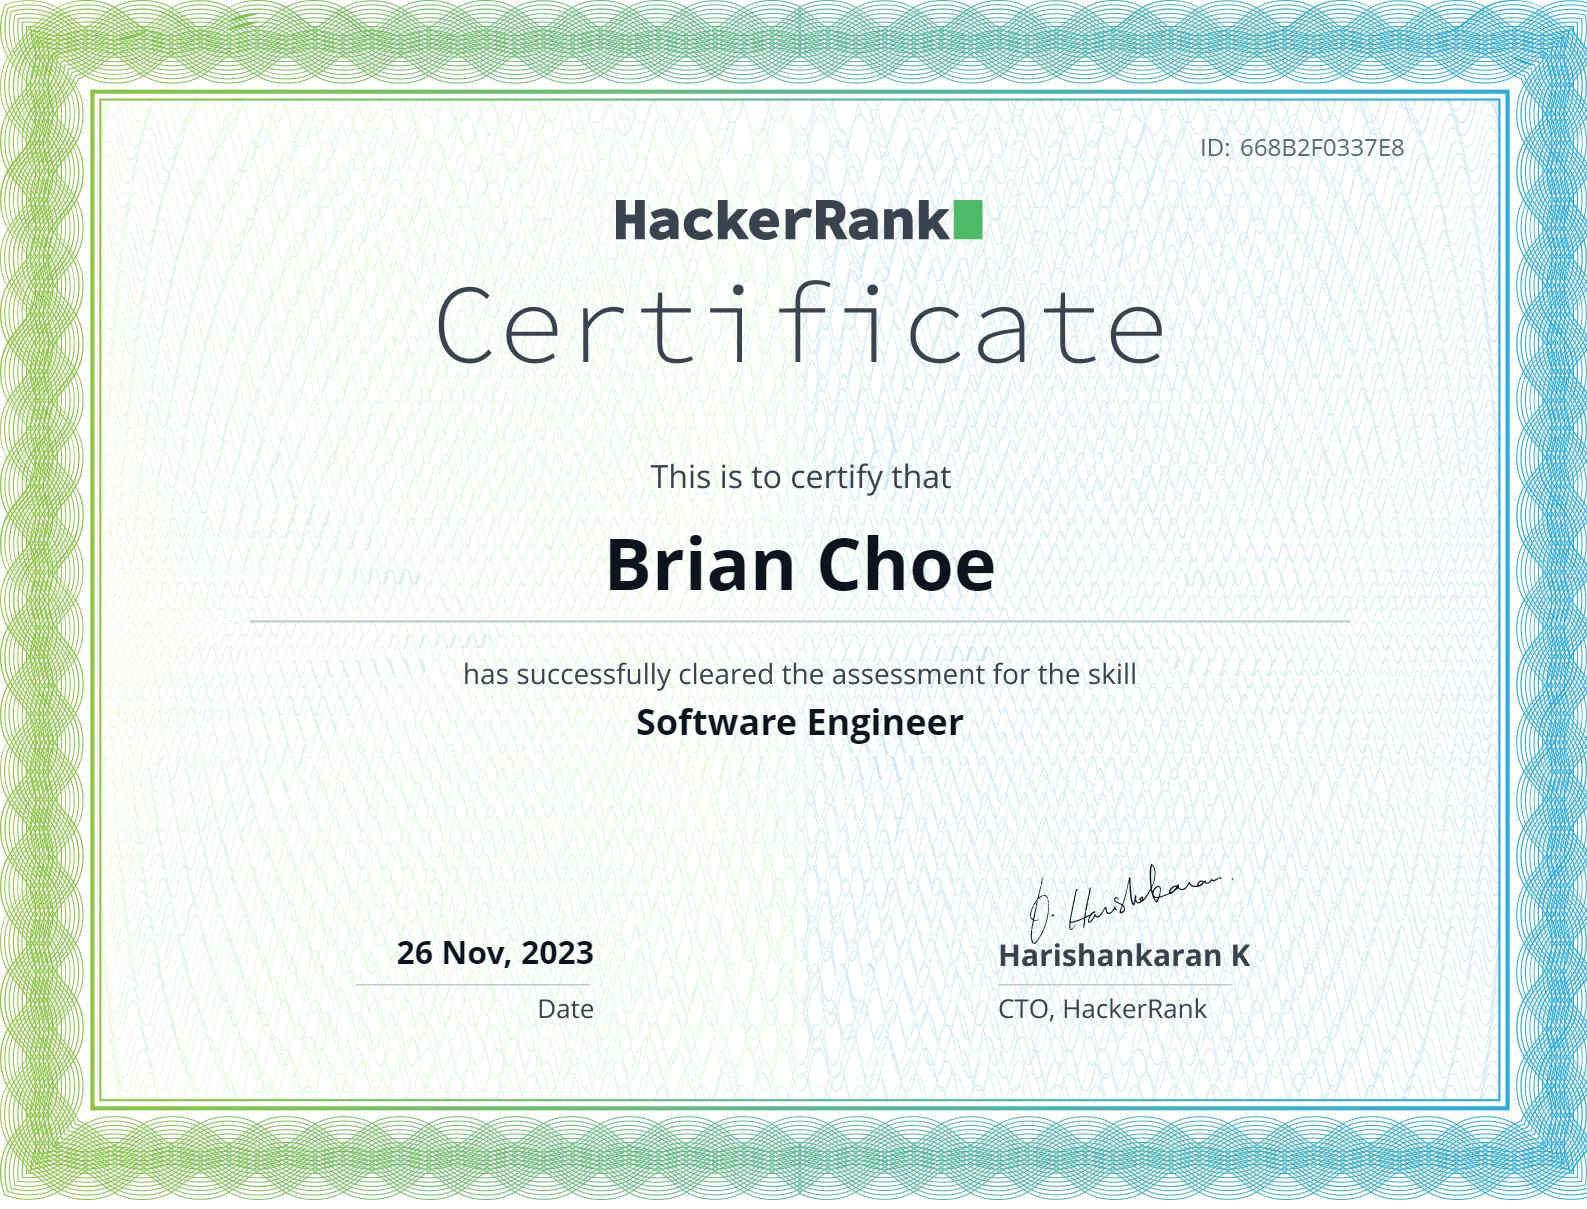 ID: 668B2F0337E8
HackerRank
Certificate
This is to certify that
Brian Choe
has successfully cleared the assessment for the skill
Software Engineer
26 Nov, 2023
Date
Harishankaran K
CTO, HackerRank